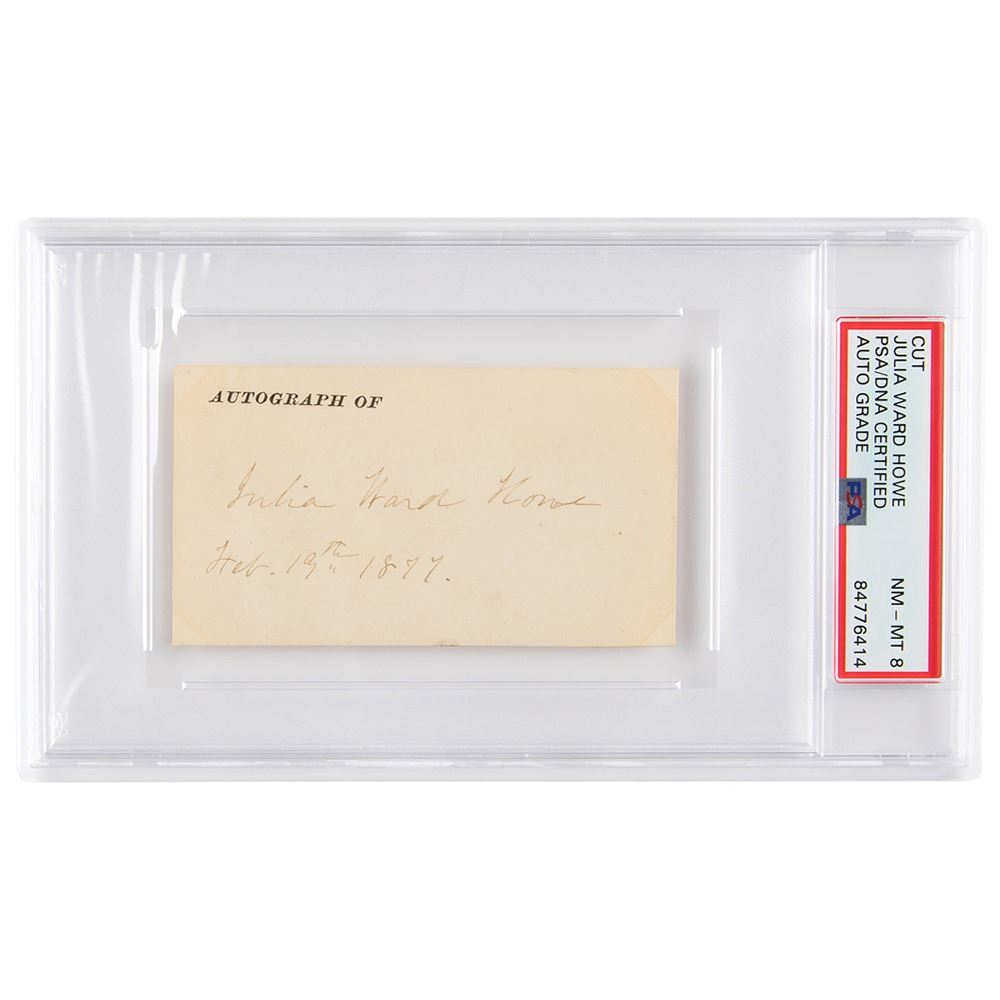 AUTOGRAPH OF
Julia Ward Howe
Feb. 19th 1877.
CUT
JULIA WARD HOWE
PSA/DNA CERTIFIED
AUTO GRADE
NM - MT 8
84776414
PSA